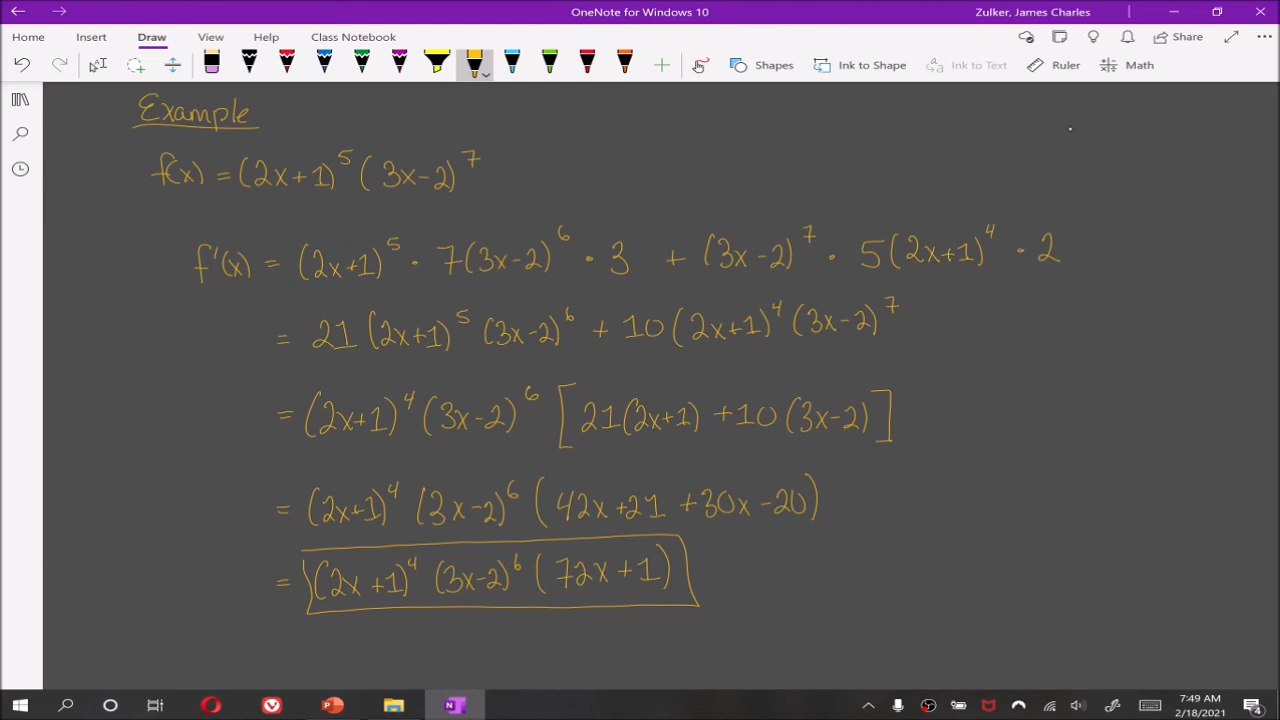 OneNote for Windows 10
Zulker, James Charles
Home Insert Draw View Help Class Notebook
Share
Shapes Ink to Shape Ink to Text Ruler Math
Example
f(x) = (2x+1)^5 (3x-2)^7
f'(x) = (2x+1)^5 · 7(3x-2)^6 · 3 + (3x-2)^7 · 5(2x+1)^4 · 2
= 21 (2x+1)^5 (3x-2)^6 + 10 (2x+1)^4 (3x-2)^7
= (2x+1)^4 (3x-2)^6 [21(2x+1) + 10(3x-2)]
= (2x+1)^4 (3x-2)^6 (42x+21 +30x-20)
= (2x+1)^4 (3x-2)^6 (72x+1)
7:49 AM
2/18/2021
4